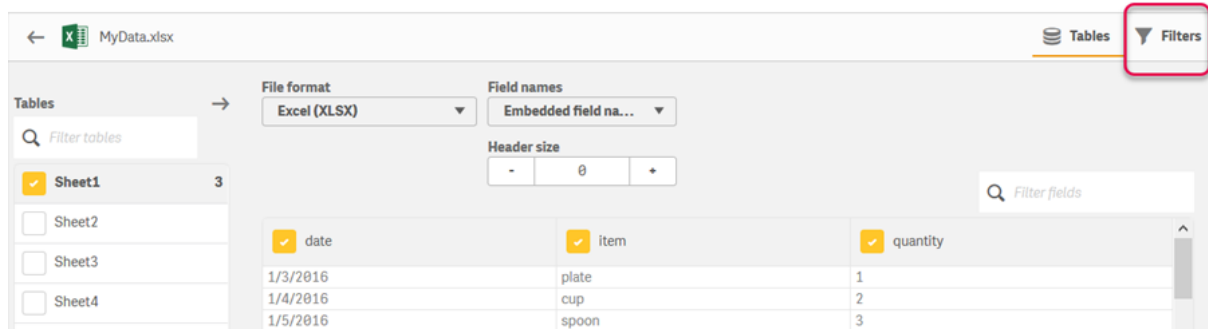 MyData.xlsx
Tables
Filters
Tables
File format
Field names
Filter tables
Excel (XLSX)
Embedded field na...
Header size
- 0 +
Sheet1 3
Filter fields
Sheet2
Sheet3
Sheet4
date item quantity
1/3/2016 plate 1
1/4/2016 cup 2
1/5/2016 spoon 3